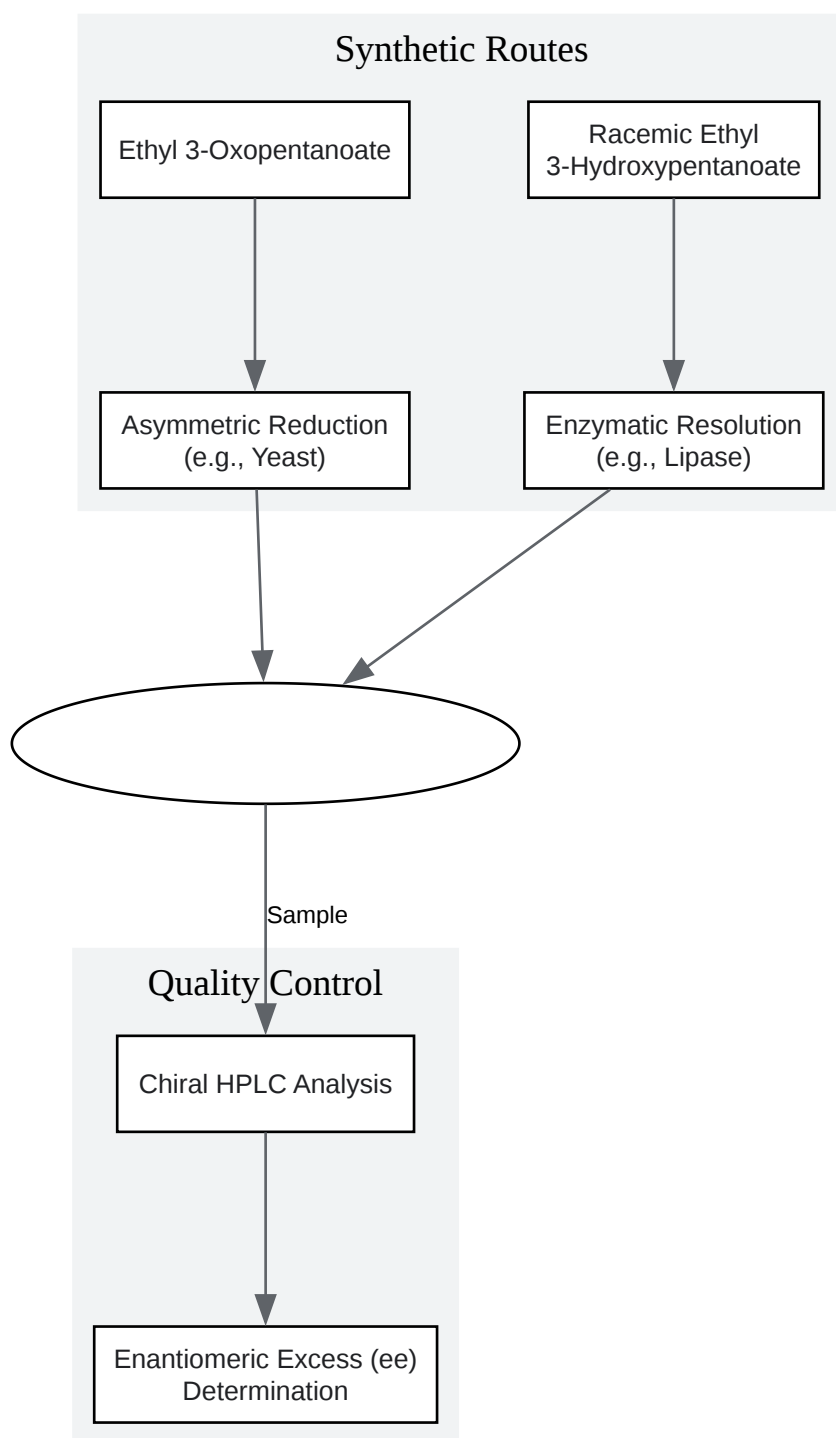 Synthetic Routes
Ethyl 3-Oxopentanoate
Racemic Ethyl
3-Hydroxypentanoate
Asymmetric Reduction
(e.g., Yeast)
Enzymatic Resolution
(e.g., Lipase)
Sample
Quality Control
Chiral HPLC Analysis
Enantiomeric Excess (ee)
Determination